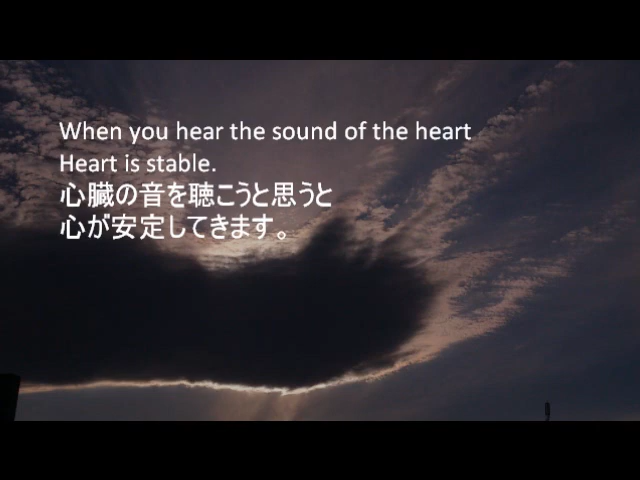 When you hear the sound of the heart
Heart is stable.
心臓の音を聴こうと思うと
心が安定してきます。